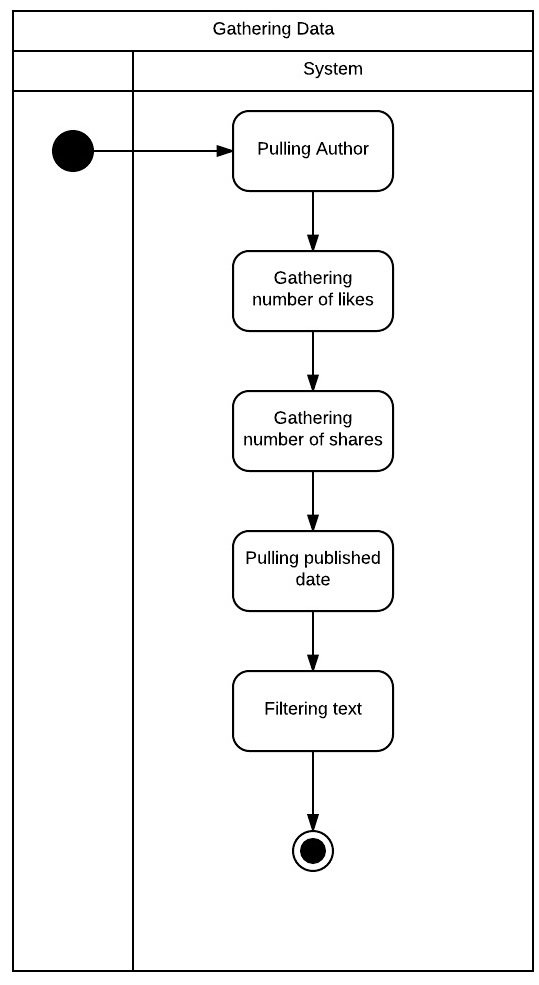 Gathering Data
System
Pulling Author
Gathering
number of likes
Gathering
number of shares
Pulling published
date
Filtering text